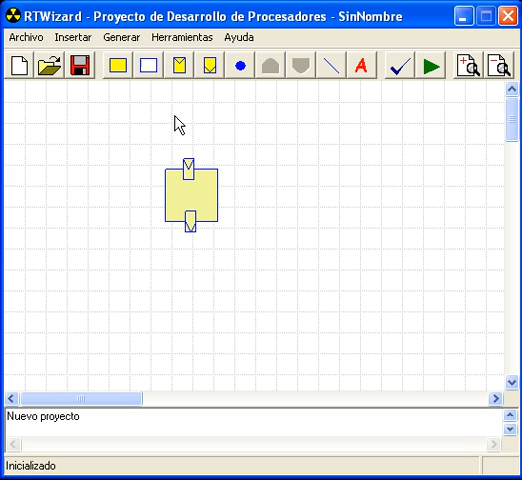 RTWizard - Proyecto de Desarrollo de Procesadores - SinNombre
Archivo Insertar Generar Herramientas Ayuda
A
Nuevo proyecto
Inicializado